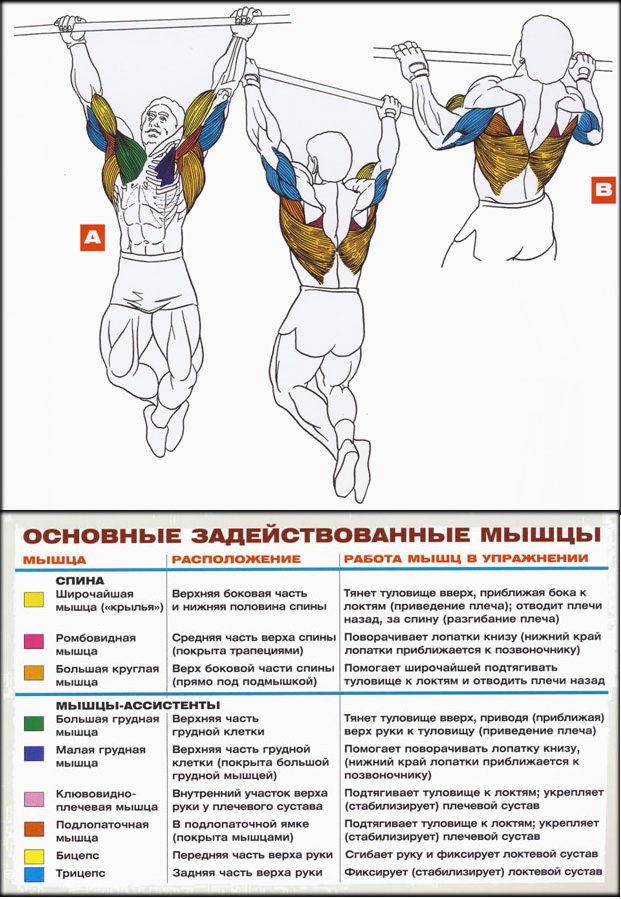 A
B
ОСНОВНЫЕ ЗАДЕЙСТВОВАННЫЕ МЫШЦЫ
МЫШЦА РАСПОЛОЖЕНИЕ РАБОТА МЫШЦ В УПРАЖНЕНИИ
СПИНА
Широчайшая Верхняя боковая часть Тянет туловище вверх, приближая бока к
мышца («крылья») и нижняя половина спины локтям (приведение плеча); отводит плечи
назад, за спину (разгибание плеча)
Ромбовидная Средняя часть верха спины Поворачивает лопатки книзу (нижний край
мышца (покрыта трапециями) лопатки приближается к позвоночнику)
Большая круглая Верх боковой части спины Помогает широчайшей подтягивать
мышца (прямо под подмышкой) туловище к локтям и отводить плечи назад
МЫШЦЫ-АССИСТЕНТЫ
Большая грудная Верхняя часть Тянет туловище вверх, приводя (приближая)
мышца грудной клетки верх руки к туловищу (приведение плеча)
Малая грудная Верхняя часть грудной Помогает поворачивать лопатку книзу,
мышца клетки (покрыта большой (нижний край лопатки приближается к
грудной мышцей) позвоночнику)
Клювовидно- Внутренний участок верха Подтягивает туловище к локтям; укрепляет
плечевая мышца руки у плечевого сустава (стабилизирует) плечевой сустав
Подлопаточная В подлопаточной ямке Подтягивает туловище к локтям; укрепляет
мышца (покрыта мышцами) (стабилизирует) плечевой сустав
Бицепс Передняя часть верха руки Сгибает руку и фиксирует локтевой сустав
Трицепс Задняя часть верха руки Фиксирует (стабилизирует) локтевой сустав